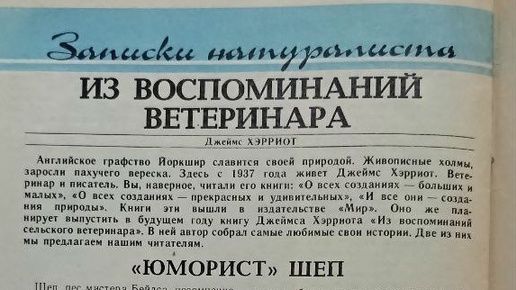 Записки натуралиста
ИЗ ВОСПОМИНАНИЙ
ВЕТЕРИНАРА
Джеймс ХЭРРИОТ
Английское графство Йоркшир славится своей природой. Живописные холмы,
заросли пахучего вереска. Здесь с 1937 года живет Джеймс Хэрриот. Вете-
ринар и писатель. Вы, наверное, читали его книги: «О всех созданиях — больших и
малых», «О всех созданиях — прекрасных и удивительных», «И все они — созда-
ния природы». Книги эти вышли в издательстве «Мир». Оно же пла-
нирует выпустить в будущем году книгу Джеймса Хэрриота «Из воспоминаний
сельского ветеринара». В ней автор собрал самые любимые свои истории. Две из них
мы предлагаем нашим читателям.
«ЮМОРИСТ» ШЕП
Шеп, пес мистера Бейлса,